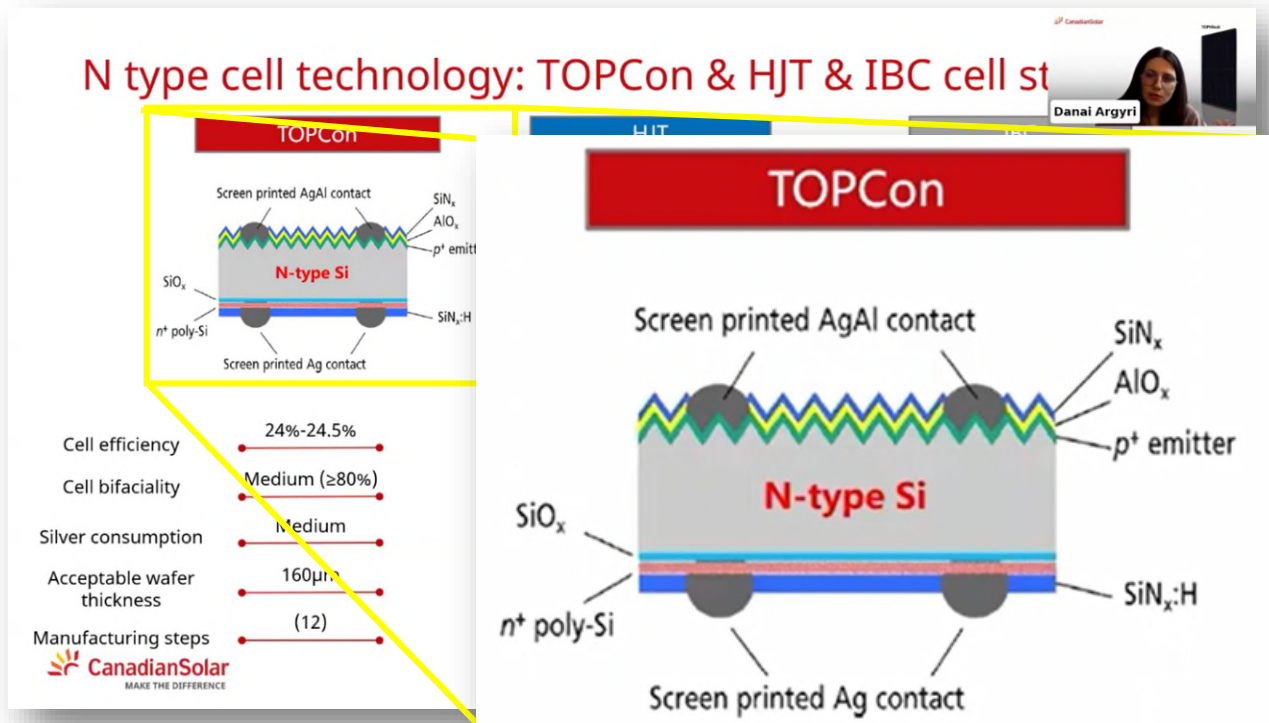 N type cell technology: TOPCon & HJT & IBC cell st
CanadianSolar
Danai Argyri
TOPCon
HJT
Screen printed AgAl contact
SiNₓ
AlOₓ
p⁺ emitt
N-type Si
SiOₓ
n⁺ poly-Si
SiNₓ:H
Screen printed Ag contact
Cell efficiency
24%-24.5%
Cell bifaciality
Medium (≥80%)
Silver consumption
Medium
Acceptable wafer
thickness
160µm
Manufacturing steps
(12)
CanadianSolar
MAKE THE DIFFERENCE
TOPCon
Screen printed AgAl contact
SiNₓ
AlOₓ
p⁺ emitter
N-type Si
SiOₓ
n⁺ poly-Si
SiNₓ:H
Screen printed Ag contact